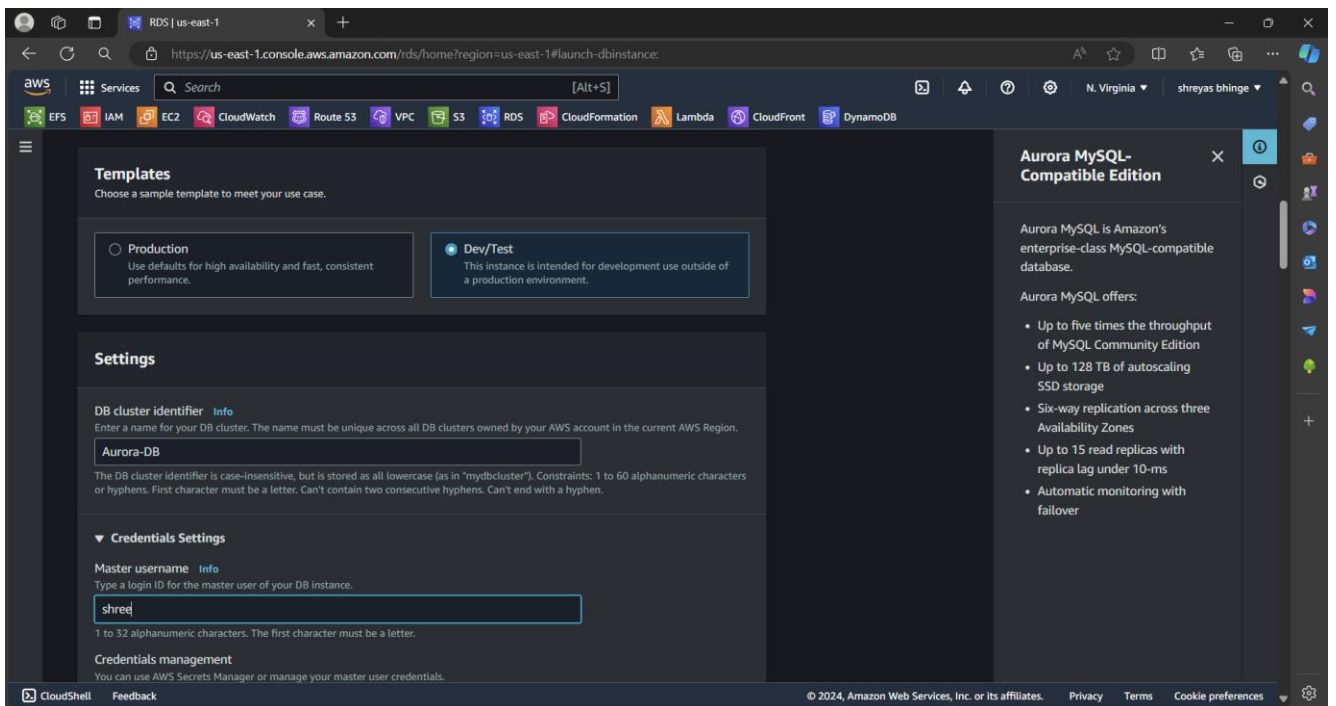 RDS | us-east-1
https://us-east-1.console.aws.amazon.com/rds/home?region=us-east-1#launch-dbinstance:
aws
Services
Search
[Alt+S]
N. Virginia
shreyas bhinge
EFS
IAM
EC2
CloudWatch
Route 53
VPC
S3
RDS
CloudFormation
Lambda
CloudFront
DynamoDB
Templates
Choose a sample template to meet your use case.
Production
Use defaults for high availability and fast, consistent
performance.
Dev/Test
This instance is intended for development use outside of
a production environment.
Settings
DB cluster identifier Info
Enter a name for your DB cluster. The name must be unique across all DB clusters owned by your AWS account in the current AWS Region.
Aurora-DB
The DB cluster identifier is case-insensitive, but is stored as all lowercase (as in "mydbcluster"). Constraints: 1 to 60 alphanumeric characters
or hyphens. First character must be a letter. Can't contain two consecutive hyphens. Can't end with a hyphen.
Credentials Settings
Master username Info
Type a login ID for the master user of your DB instance.
shree
1 to 32 alphanumeric characters. The first character must be a letter.
Credentials management
You can use AWS Secrets Manager or manage your master user credentials.
Aurora MySQL-
Compatible Edition
Aurora MySQL is Amazon's
enterprise-class MySQL-compatible
database.
Aurora MySQL offers:
• Up to five times the throughput
of MySQL Community Edition
• Up to 128 TB of autoscaling
SSD storage
• Six-way replication across three
Availability Zones
• Up to 15 read replicas with
replica lag under 10-ms
• Automatic monitoring with
failover
CloudShell
Feedback
© 2024, Amazon Web Services, Inc. or its affiliates.
Privacy
Terms
Cookie preferences